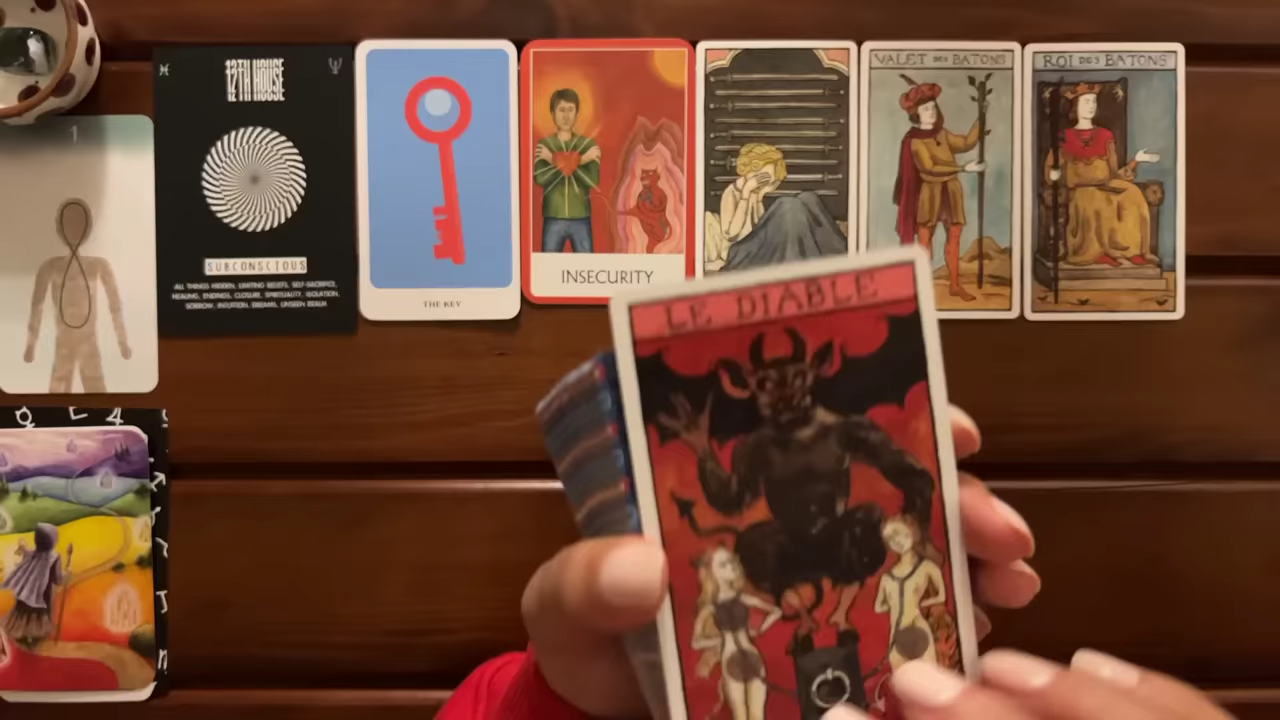 1
12TH HOUSE
SUBCONSCIOUS
ALL THINGS HIDDEN, LIMITING BELIEFS, SELF-SACRIFICE,
HEALING, ENDINGS, CLOSURE, SPIRITUALITY, ISOLATION,
SORROW, INTUITION, DREAMS, UNSEEN REALM
THE KEY
INSECURITY
VALET DES BATONS
ROI DES BATONS
LE DIABLE